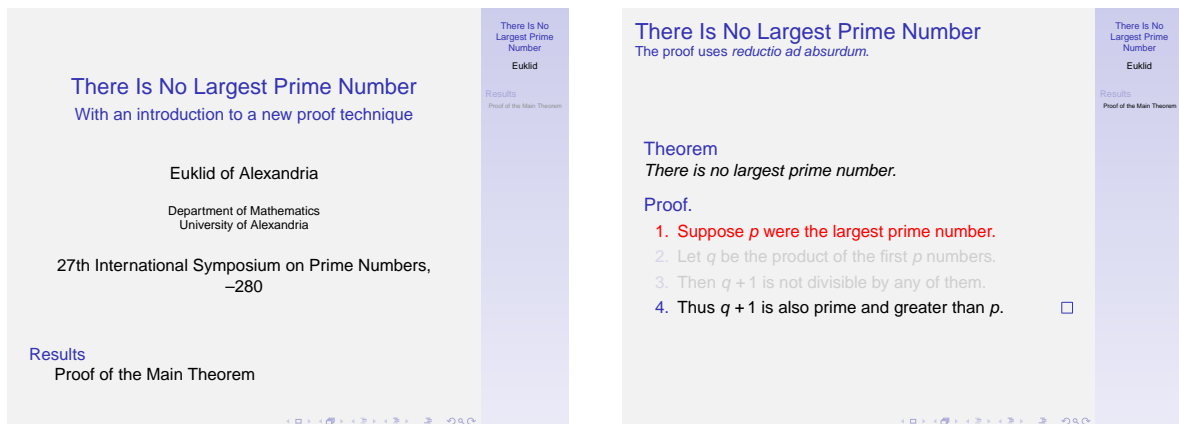 There Is No Largest Prime Number
With an introduction to a new proof technique
Euklid of Alexandria
Department of Mathematics
University of Alexandria
27th International Symposium on Prime Numbers,
–280
Results
Proof of the Main Theorem
There Is No
Largest Prime
Number
Euklid
Results
Proof of the Main Theorem
There Is No Largest Prime Number
The proof uses reductio ad absurdum.
Theorem
There is no largest prime number.
Proof.
1. Suppose p were the largest prime number.
2. Let q be the product of the first p numbers.
3. Then q + 1 is not divisible by any of them.
4. Thus q + 1 is also prime and greater than p.
There Is No
Largest Prime
Number
Euklid
Results
Proof of the Main Theorem